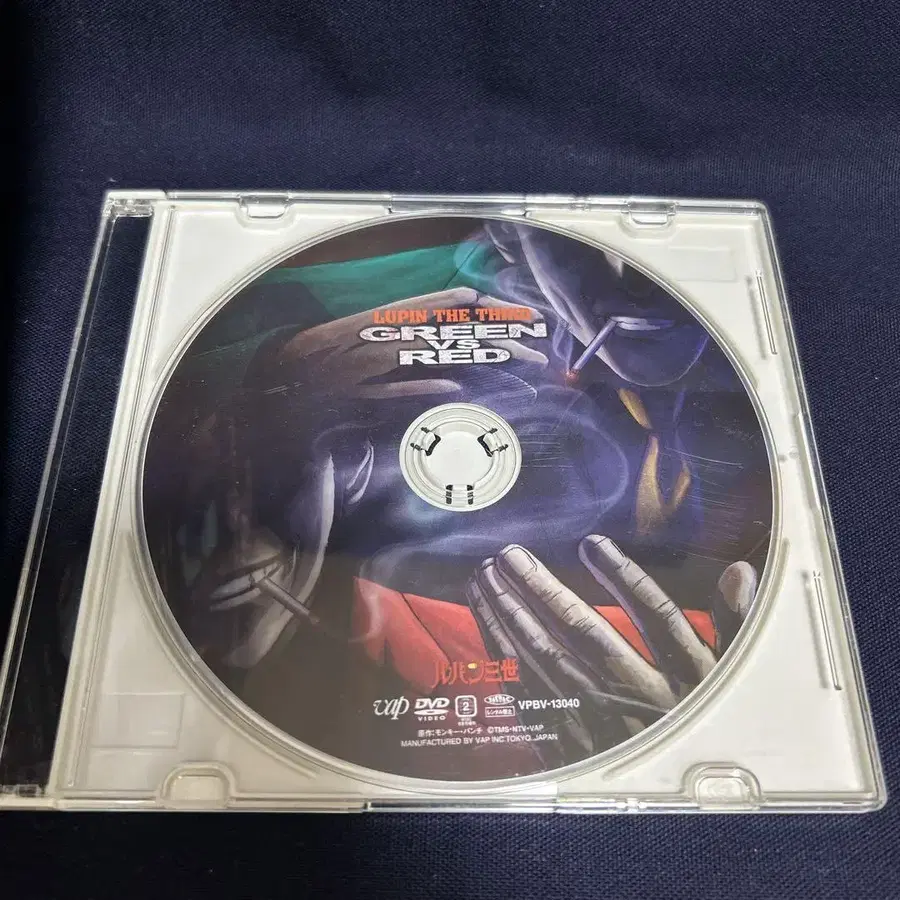 LUPIN THE THIRD
GREEN
VS
RED
ルパン三世
vap DVD VIDEO 2 VPBV-13040
レンタル禁止
原作:モンキー・パンチ ©TMS・NTV・VAP
MANUFACTURED BY VAP INC.TOKYO.JAPAN